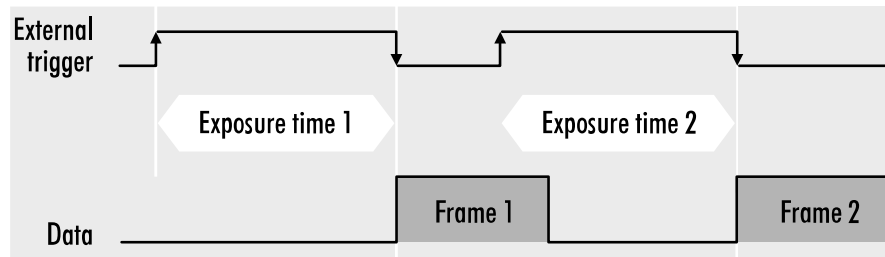 External
trigger
Exposure time 1
Exposure time 2
Frame 1
Frame 2
Data